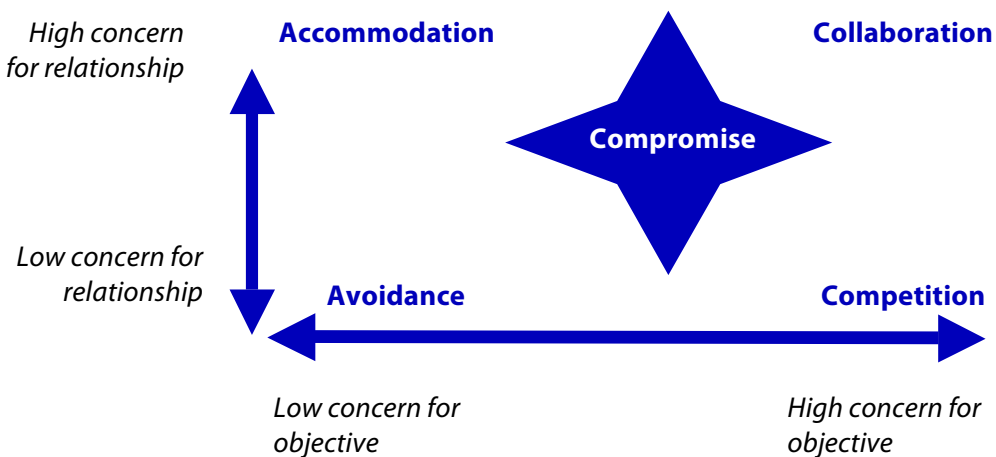 High concern
for relationship
Accommodation
Collaboration
Compromise
Low concern for
relationship
Avoidance
Competition
Low concern for
objective
High concern for
objective